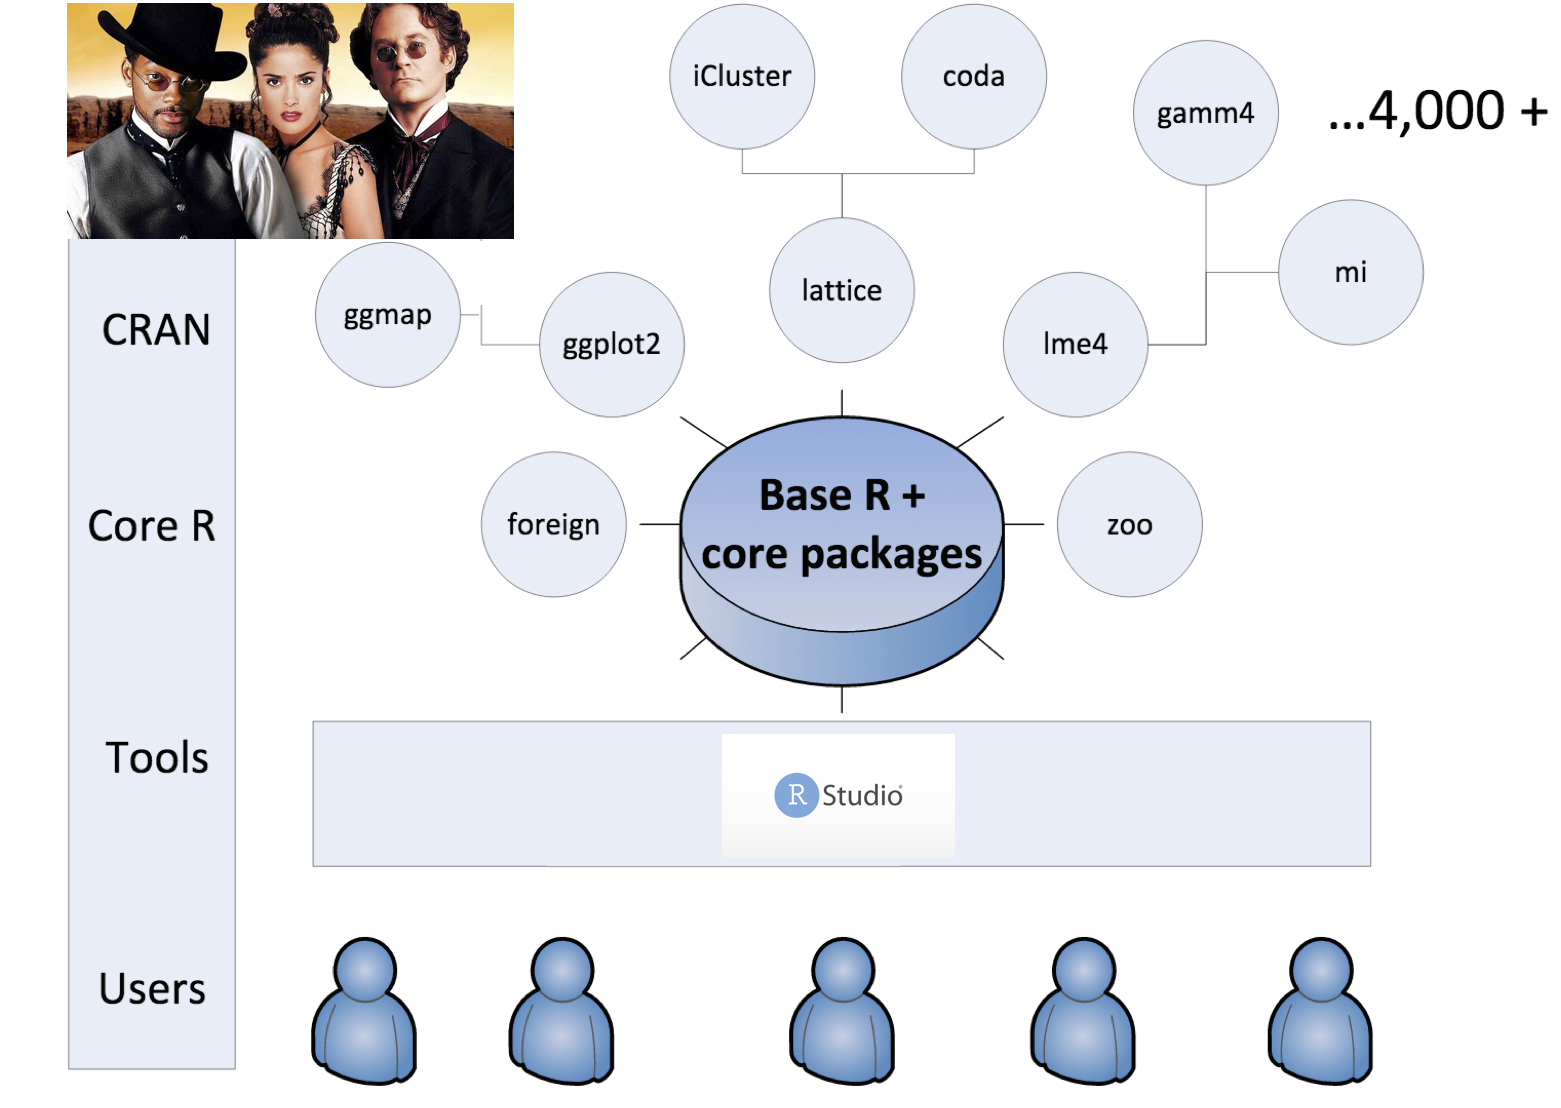 iCluster
coda
gamm4
...4,000 +
mi
lattice
ggmap
ggplot2
lme4
CRAN
Core R
foreign
Base R +
core packages
zoo
Tools
R Studio
Users